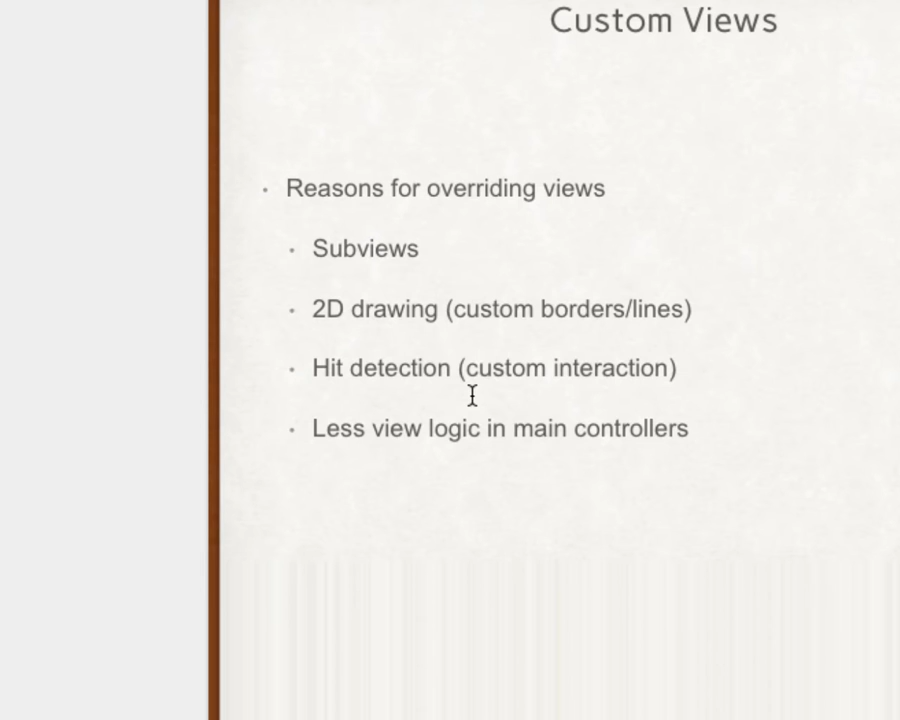 Custom Views
Reasons for overriding views
Subviews
2D drawing (custom borders/lines)
Hit detection (custom interaction)
Less view logic in main controllers